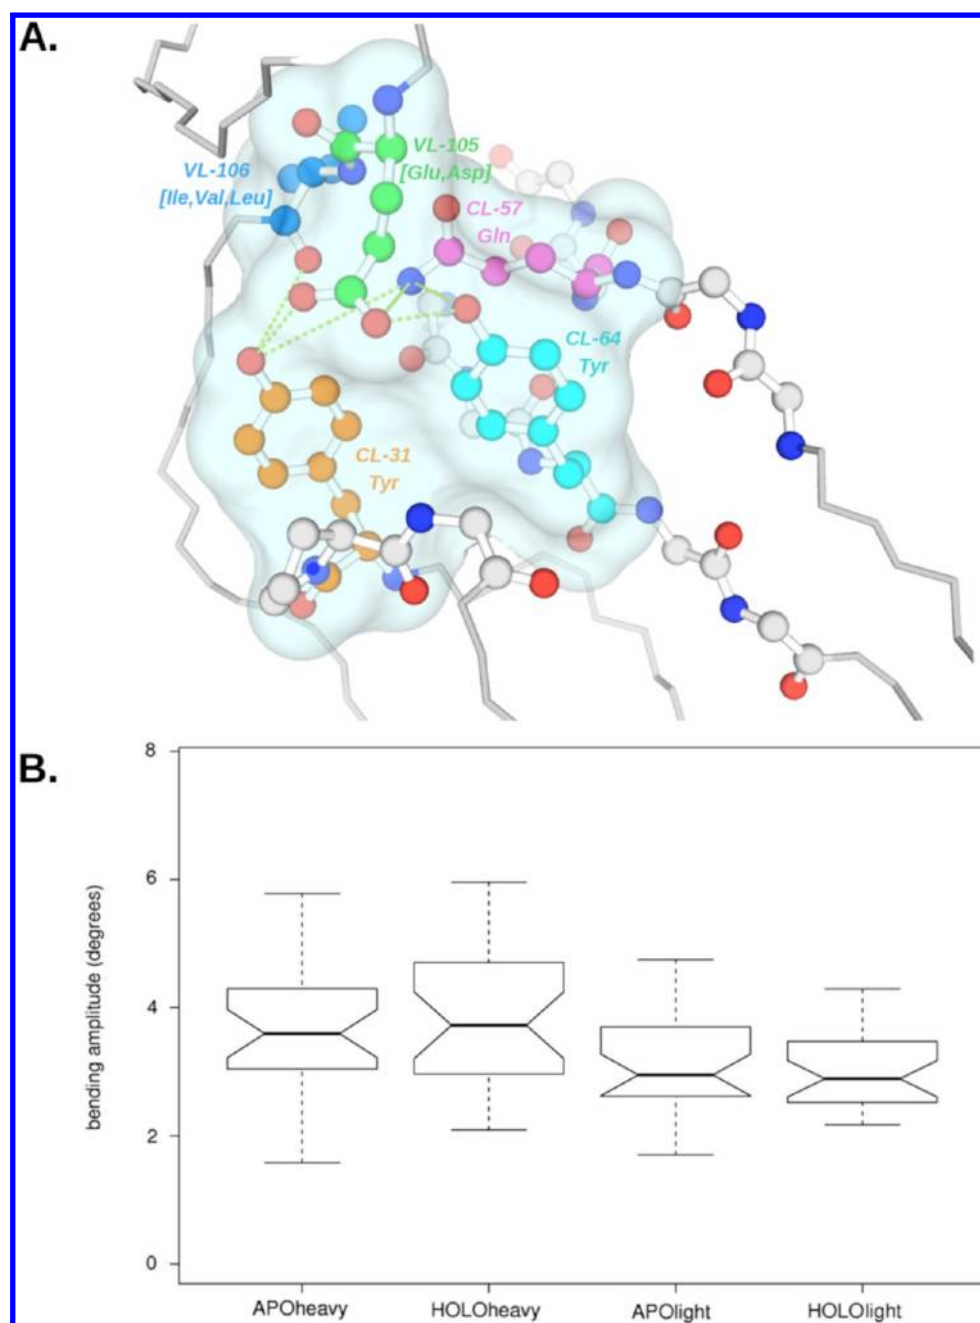 A.
VL-106
[Ile,Val,Leu]
VL-105
[Glu,Asp]
CL-57
Gln
CL-64
Tyr
CL-31
Tyr
B.
bending amplitude (degrees)
8
6
4
2
0
APOheavy
HOLOheavy
APOlight
HOLOlight